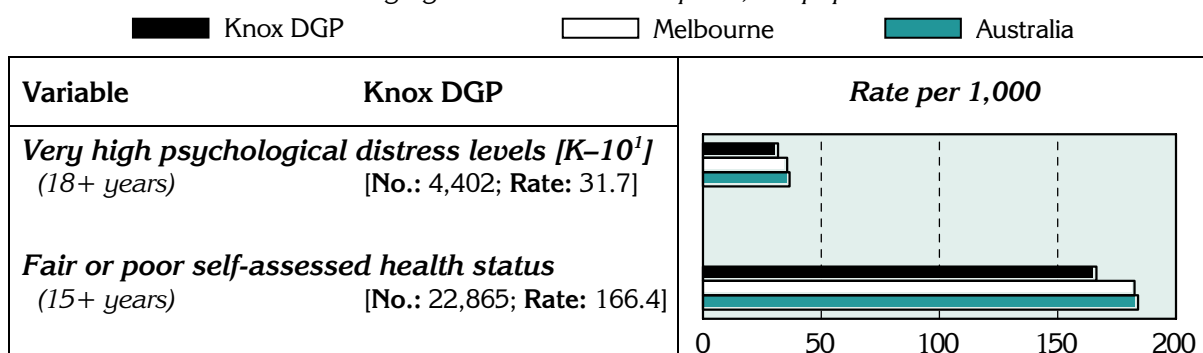 Knox DGP Melbourne Australia
Variable Knox DGP Rate per 1,000
Very high psychological distress levels [K–10¹]
(18+ years) [No.: 4,402; Rate: 31.7]
Fair or poor self-assessed health status
(15+ years) [No.: 22,865; Rate: 166.4]
0 50 100 150 200